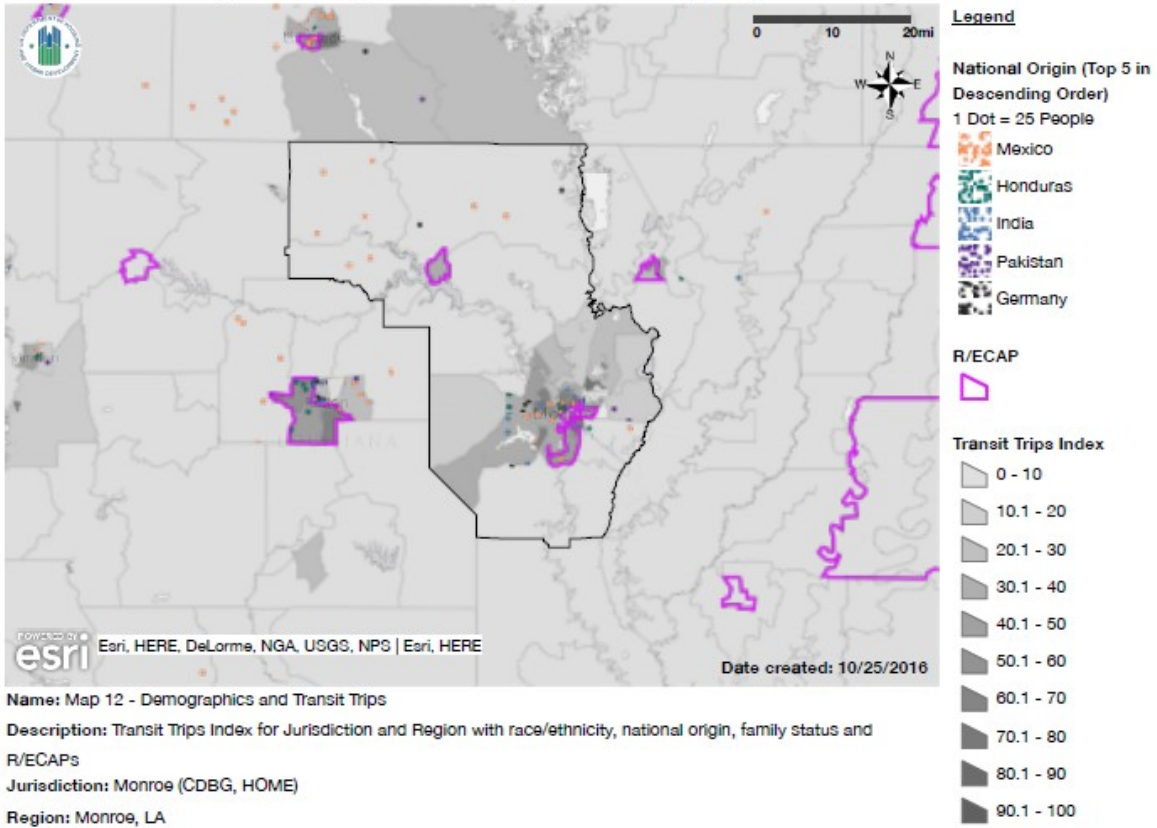 0 10 20mi
N
W E
S
Esri, HERE, DeLorme, NGA, USGS, NPS | Esri, HERE
POWERED BY
esri
Date created: 10/25/2016
Name: Map 12 - Demographics and Transit Trips
Description: Transit Trips Index for Jurisdiction and Region with race/ethnicity, national origin, family status and
R/ECAPs
Jurisdiction: Monroe (CDBG, HOME)
Region: Monroe, LA
Legend
National Origin (Top 5 in
Descending Order)
1 Dot = 25 People
Mexico
Honduras
India
Pakistan
Germany
R/ECAP
Transit Trips Index
0 - 10
10.1 - 20
20.1 - 30
30.1 - 40
40.1 - 50
50.1 - 60
60.1 - 70
70.1 - 80
80.1 - 90
90.1 - 100